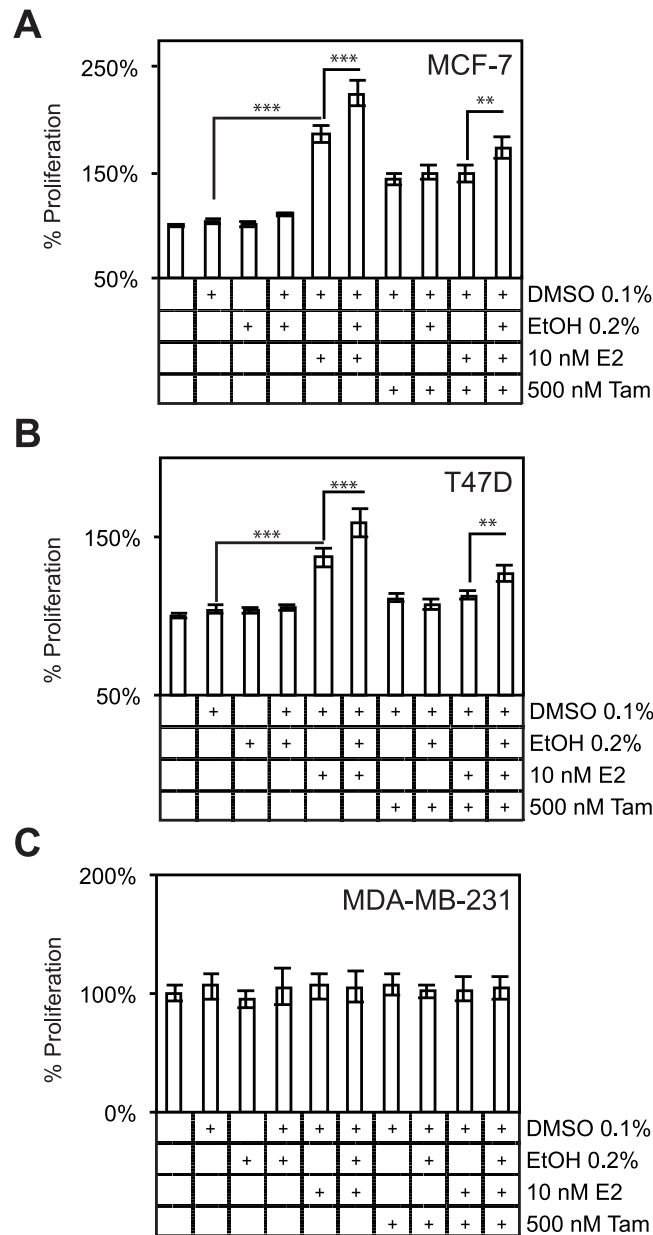 A
MCF-7
250%
150%
50%
% Proliferation
*** *** **
+ + + + + + + + DMSO 0.1%
+ + + + + EtOH 0.2%
+ + + + 10 nM E2
+ + + + 500 nM Tam
B
T47D
150%
50%
% Proliferation
*** *** **
+ + + + + + + + DMSO 0.1%
+ + + + + EtOH 0.2%
+ + + + 10 nM E2
+ + + + 500 nM Tam
C
MDA-MB-231
200%
100%
0%
% Proliferation
+ + + + + + + + DMSO 0.1%
+ + + + + EtOH 0.2%
+ + + + 10 nM E2
+ + + + 500 nM Tam